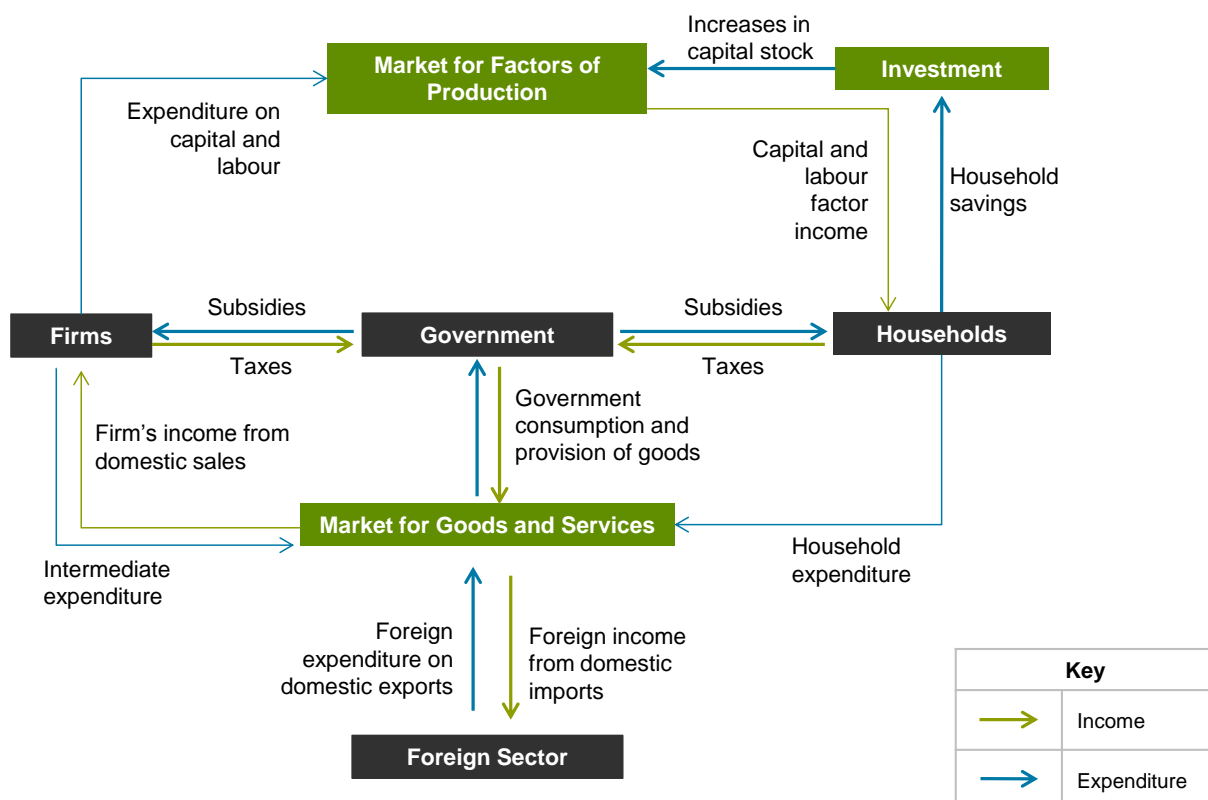 Increases in
capital stock
Market for Factors of
Production
Investment
Expenditure on
capital and
labour
Capital and
labour
factor
income
Household
savings
Subsidies
Subsidies
Firms
Government
Households
Taxes
Taxes
Government
consumption and
provision of goods
Firm's income from
domestic sales
Market for Goods and Services
Intermediate
expenditure
Household
expenditure
Foreign
expenditure on
domestic exports
Foreign income
from domestic
imports
Foreign Sector
Key
Income
Expenditure